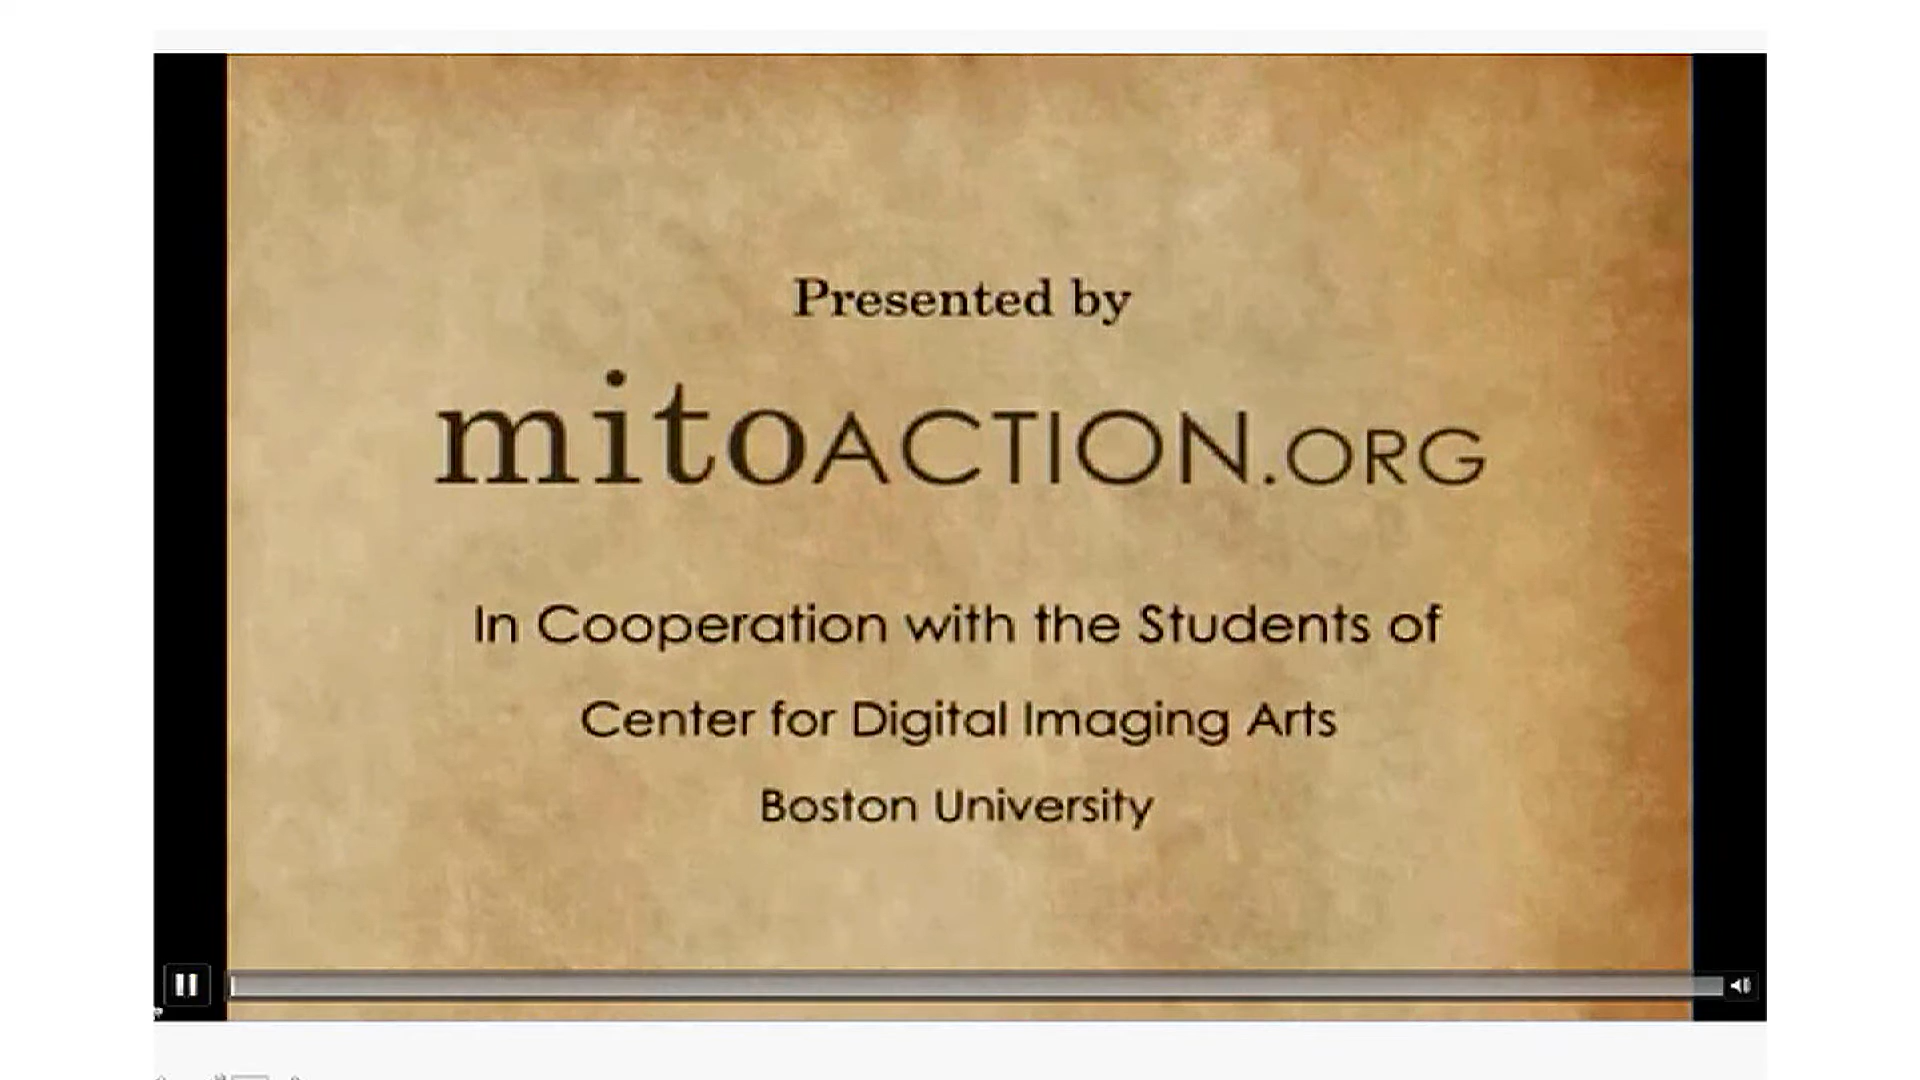 Presented by
mitoACTION.ORG
In Cooperation with the Students of
Center for Digital Imaging Arts
Boston University